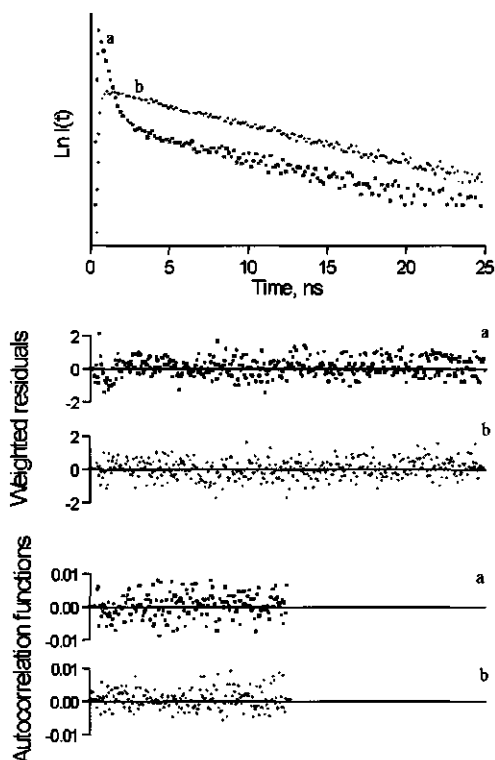 a
b
Ln I(t)
0 5 10 15 20 25
Time, ns
Weighted residuals
2
0
-2
a
2
0
-2
b
Autocorrelation functions
0.01
0.00
-0.01
a
0.01
0.00
-0.01
b